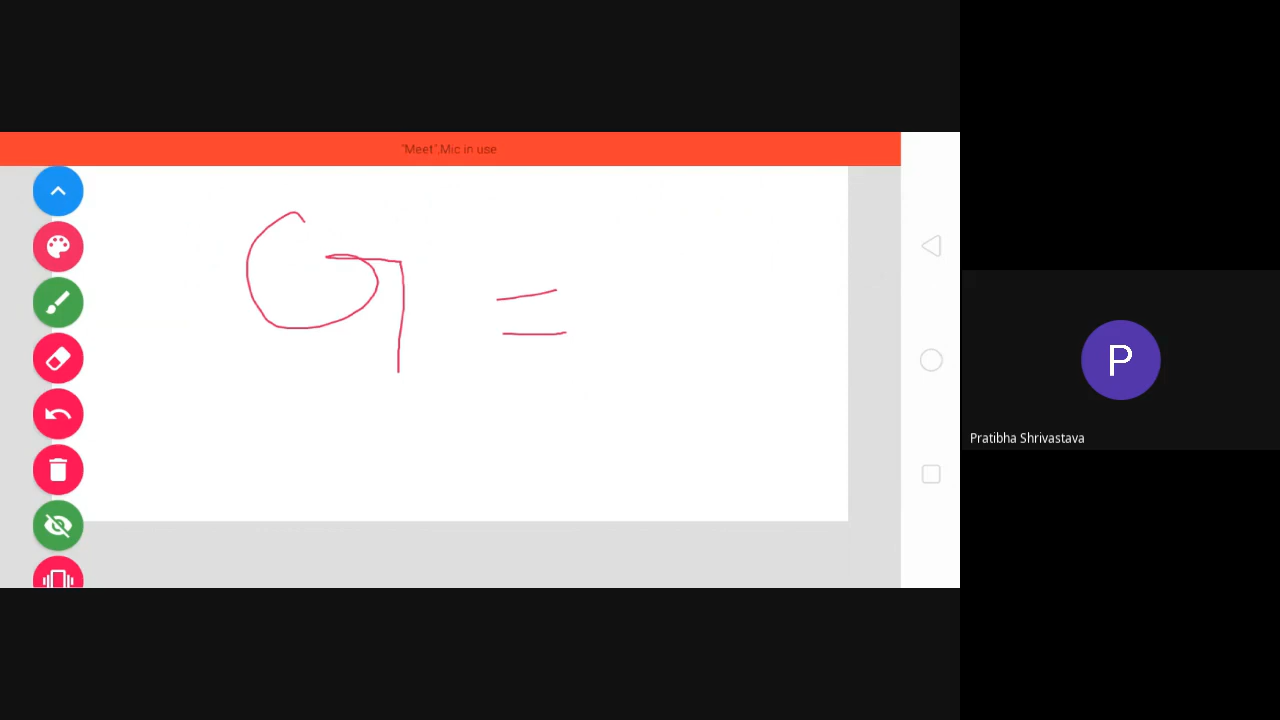 "Meet",Mic in use
G =
P
Pratibha Shrivastava